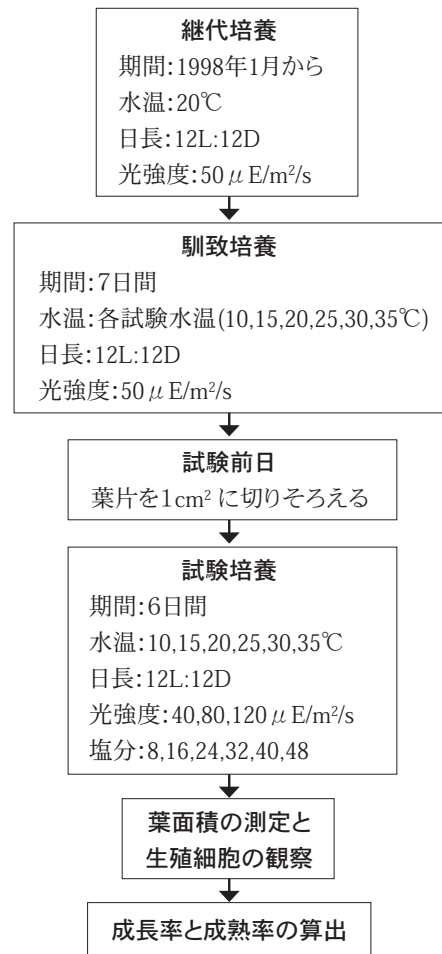 継代培養
期間:1998年1月から
水温:20℃
日長:12L:12D
光強度:50μE/m²/s
馴致培養
期間:7日間
水温:各試験水温(10,15,20,25,30,35℃)
日長:12L:12D
光強度:50μE/m²/s
試験前日
葉片を1cm²に切りそろえる
試験培養
期間:6日間
水温:10,15,20,25,30,35℃
日長:12L:12D
光強度:40,80,120μE/m²/s
塩分:8,16,24,32,40,48
葉面積の測定と
生殖細胞の観察
成長率と成熟率の算出